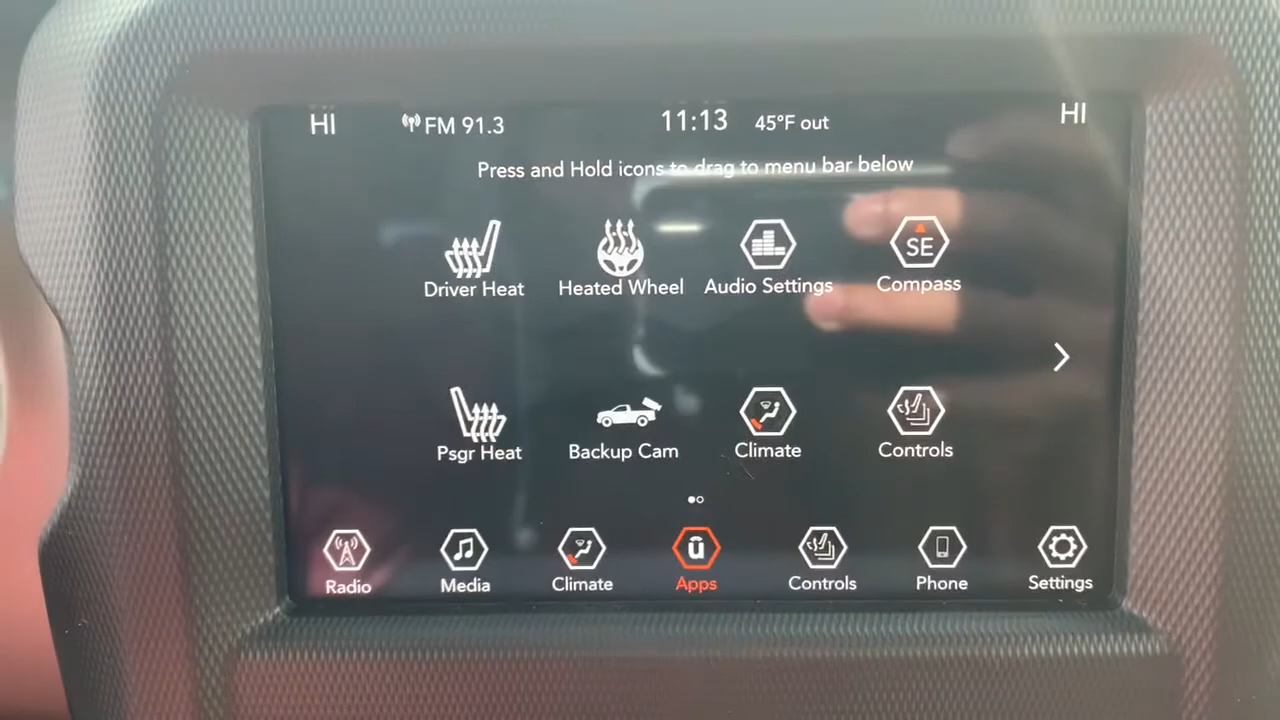 HI FM 91.3 11:13 45°F out HI
Press and Hold icons to drag to menu bar below
SE
Driver Heat Heated Wheel Audio Settings Compass
Psgr Heat Backup Cam Climate Controls
ū
Radio Media Climate Apps Controls Phone Settings